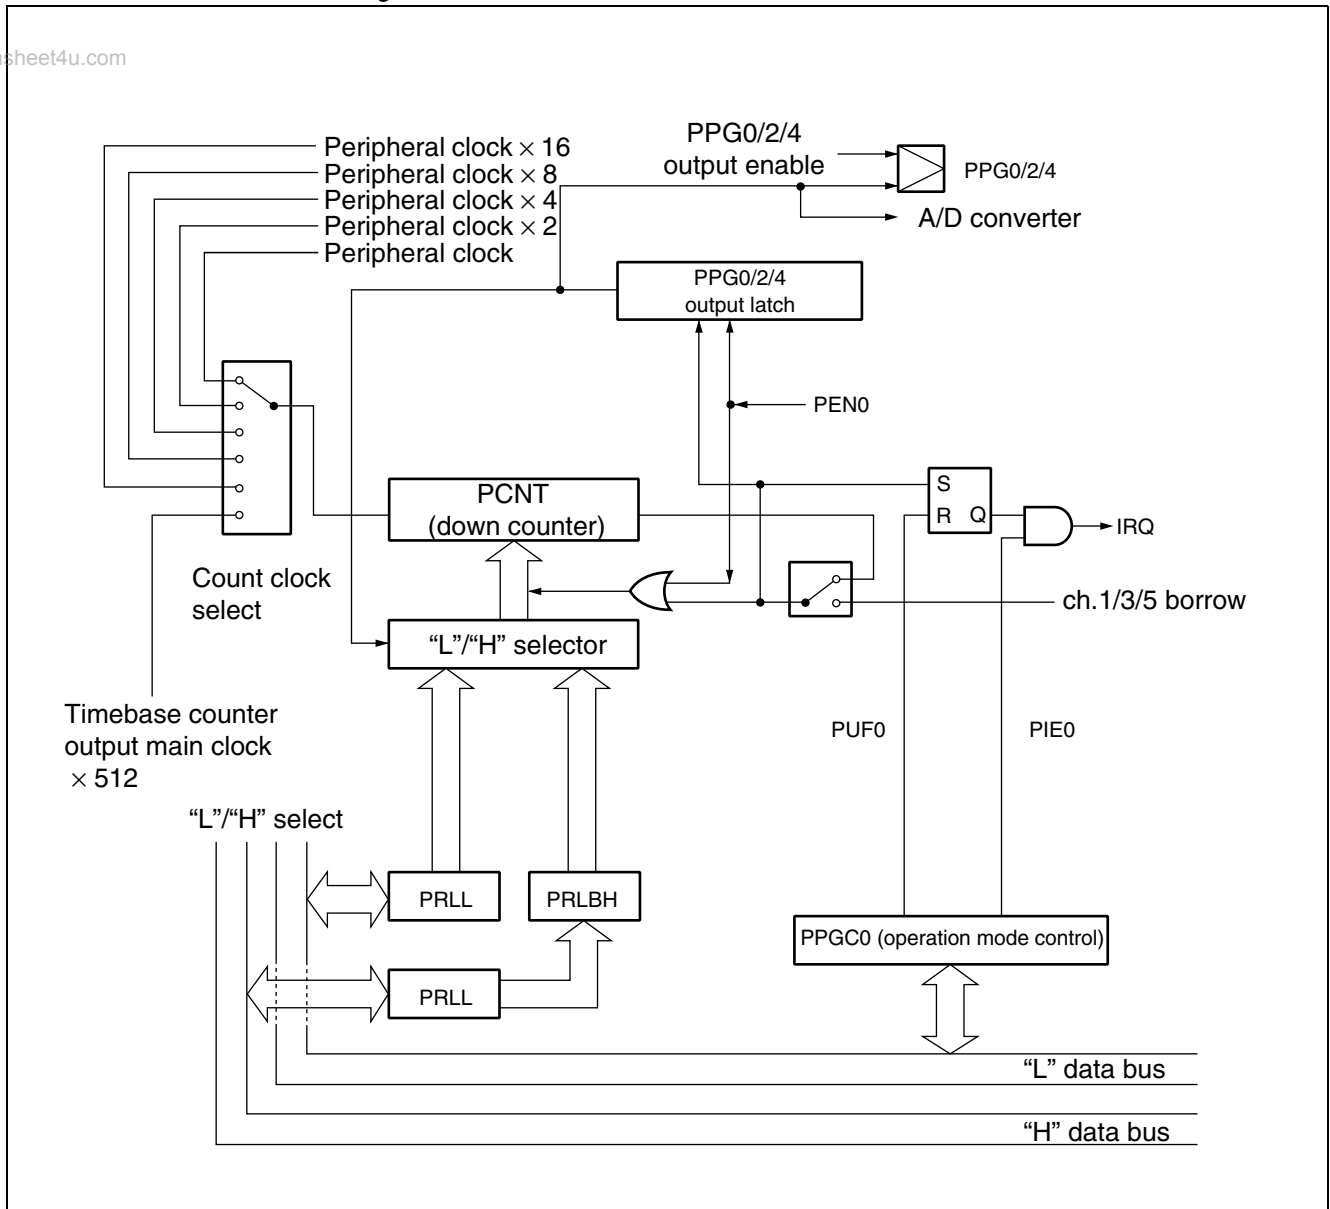 sheet4u.com
Peripheral clock × 16
Peripheral clock × 8
Peripheral clock × 4
Peripheral clock × 2
Peripheral clock
PPG0/2/4
output enable
PPG0/2/4
A/D converter
PPG0/2/4
output latch
PEN0
PCNT
(down counter)
S
R Q
IRQ
Count clock
select
ch.1/3/5 borrow
“L”/“H” selector
Timebase counter
output main clock
× 512
PUF0
PIE0
“L”/“H” select
PRLL
PRLBH
PPGC0 (operation mode control)
PRLL
“L” data bus
“H” data bus